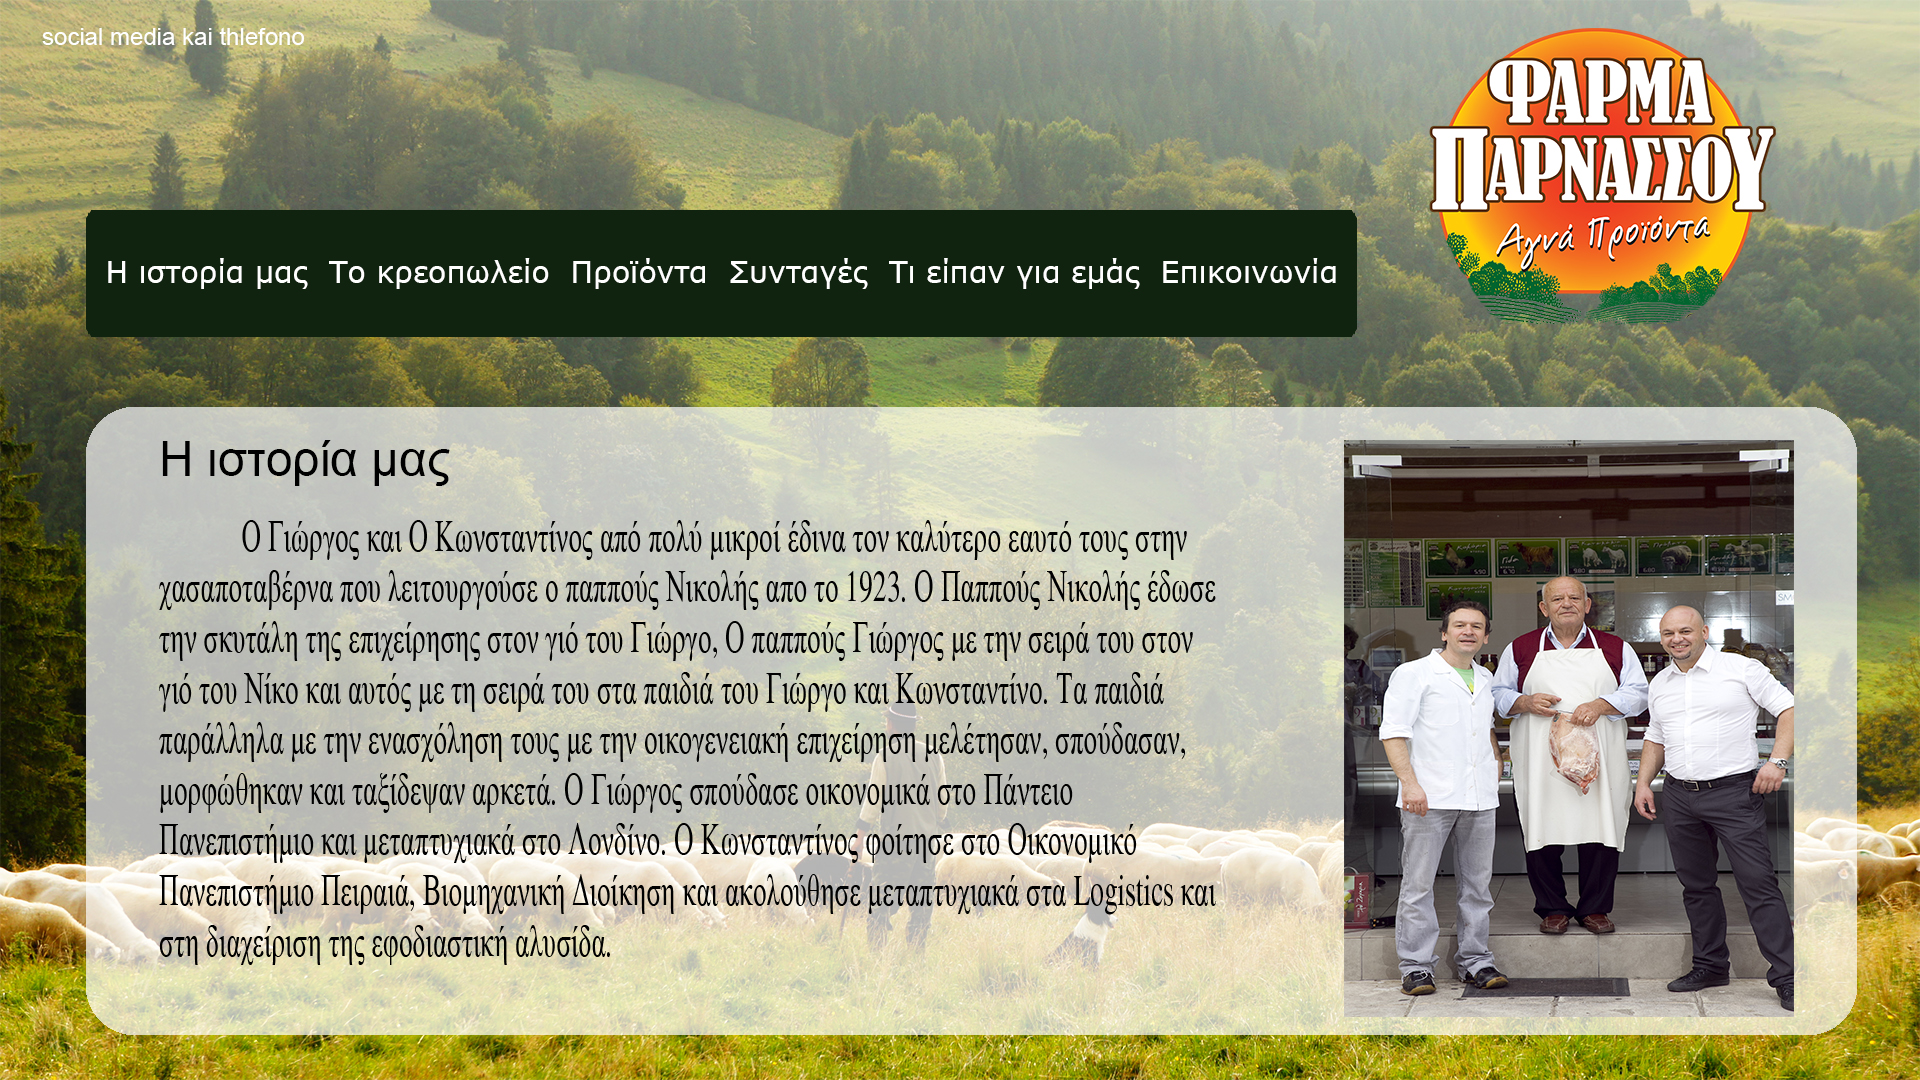 social media kai thlefono
ΦΑΡΜΑ
ΠΑΡΝΑΣΣΟΥ
Αγνά Προϊόντα
Η ιστορία μας Το κρεοπωλείο Προϊόντα Συνταγές Τι είπαν για εμάς Επικοινωνία
Η ιστορία μας
Ο Γιώργος και Ο Κωνσταντίνος από πολύ μικροί έδινα τον καλύτερο εαυτό τους στην
χασαποταβέρνα που λειτουργούσε ο παππούς Νικολής απο το 1923. Ο Παππούς Νικολής έδωσε
την σκυτάλη της επιχείρησης στον γιό του Γιώργο, Ο παππούς Γιώργος με την σειρά του στον
γιό του Νίκο και αυτός με τη σειρά του στα παιδιά του Γιώργο και Κωνσταντίνο. Τα παιδιά
παράλληλα με την ενασχόληση τους με την οικογενειακή επιχείρηση μελέτησαν, σπούδασαν,
μορφώθηκαν και ταξίδεψαν αρκετά. Ο Γιώργος σπούδασε οικονομικά στο Πάντειο
Πανεπιστήμιο και μεταπτυχιακά στο Λονδίνο. Ο Κωνσταντίνος φοίτησε στο Οικονομικό
Πανεπιστήμιο Πειραιά, Βιομηχανική Διοίκηση και ακολούθησε μεταπτυχιακά στα Logistics και
στη διαχείριση της εφοδιαστική αλυσίδα.